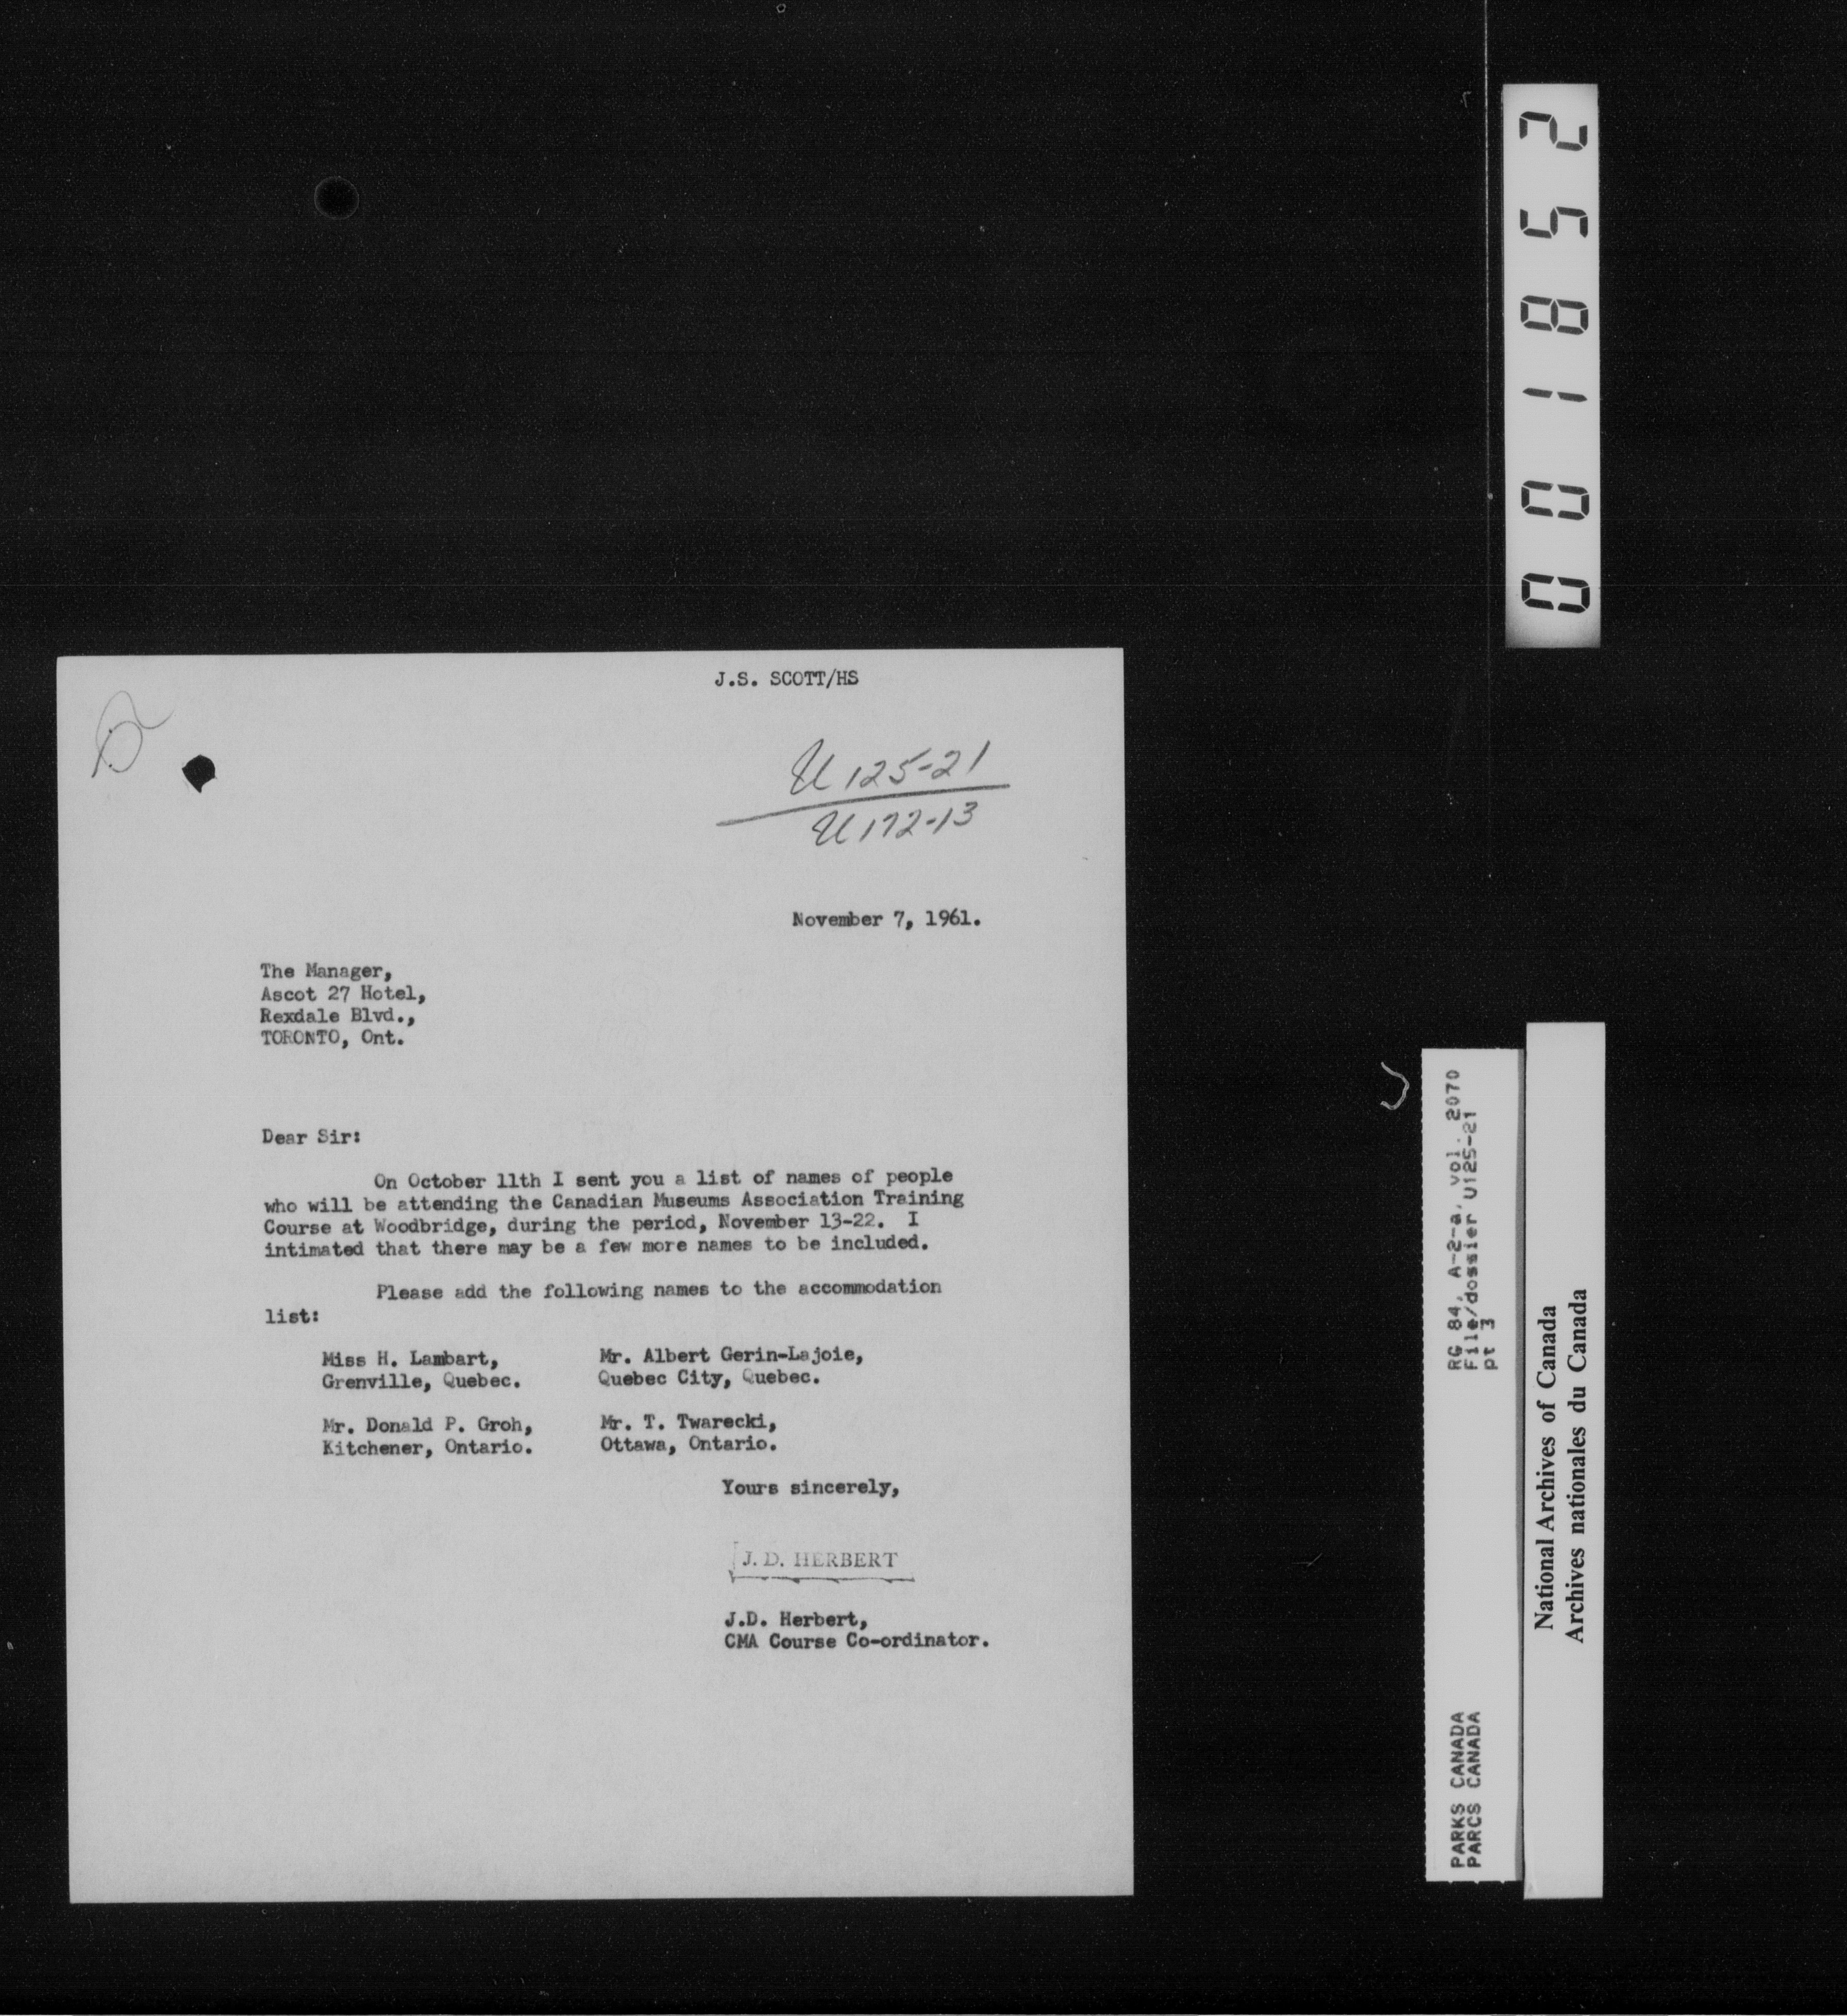 J.S. SCOTT/HS
U 125-21
U 172-13
November 7, 1961.
The Manager,
Ascot 27 Hotel,
Rexdale Blvd.,
TORONTO, Ont.
Dear Sir:
On October 11th I sent you a list of names of people
who will be attending the Canadian Museums Association Training
Course at Woodbridge, during the period, November 13-22. I
intimated that there may be a few more names to be included.
Please add the following names to the accommodation
list:
Miss H. Lambart,
Grenville, Quebec.
Mr. Albert Gerin-Lajoie,
Quebec City, Quebec.
Mr. Donald P. Groh,
Kitchener, Ontario.
Mr. T. Twarecki,
Ottawa, Ontario.
Yours sincerely,
J. D. HERBERT
J.D. Herbert,
CMA Course Co-ordinator.
001852
RG 84, A-2-a, vol. 2070
File/dossier U125-21
pt 3
PARKS CANADA
PARCS CANADA
National Archives of Canada
Archives nationales du Canada